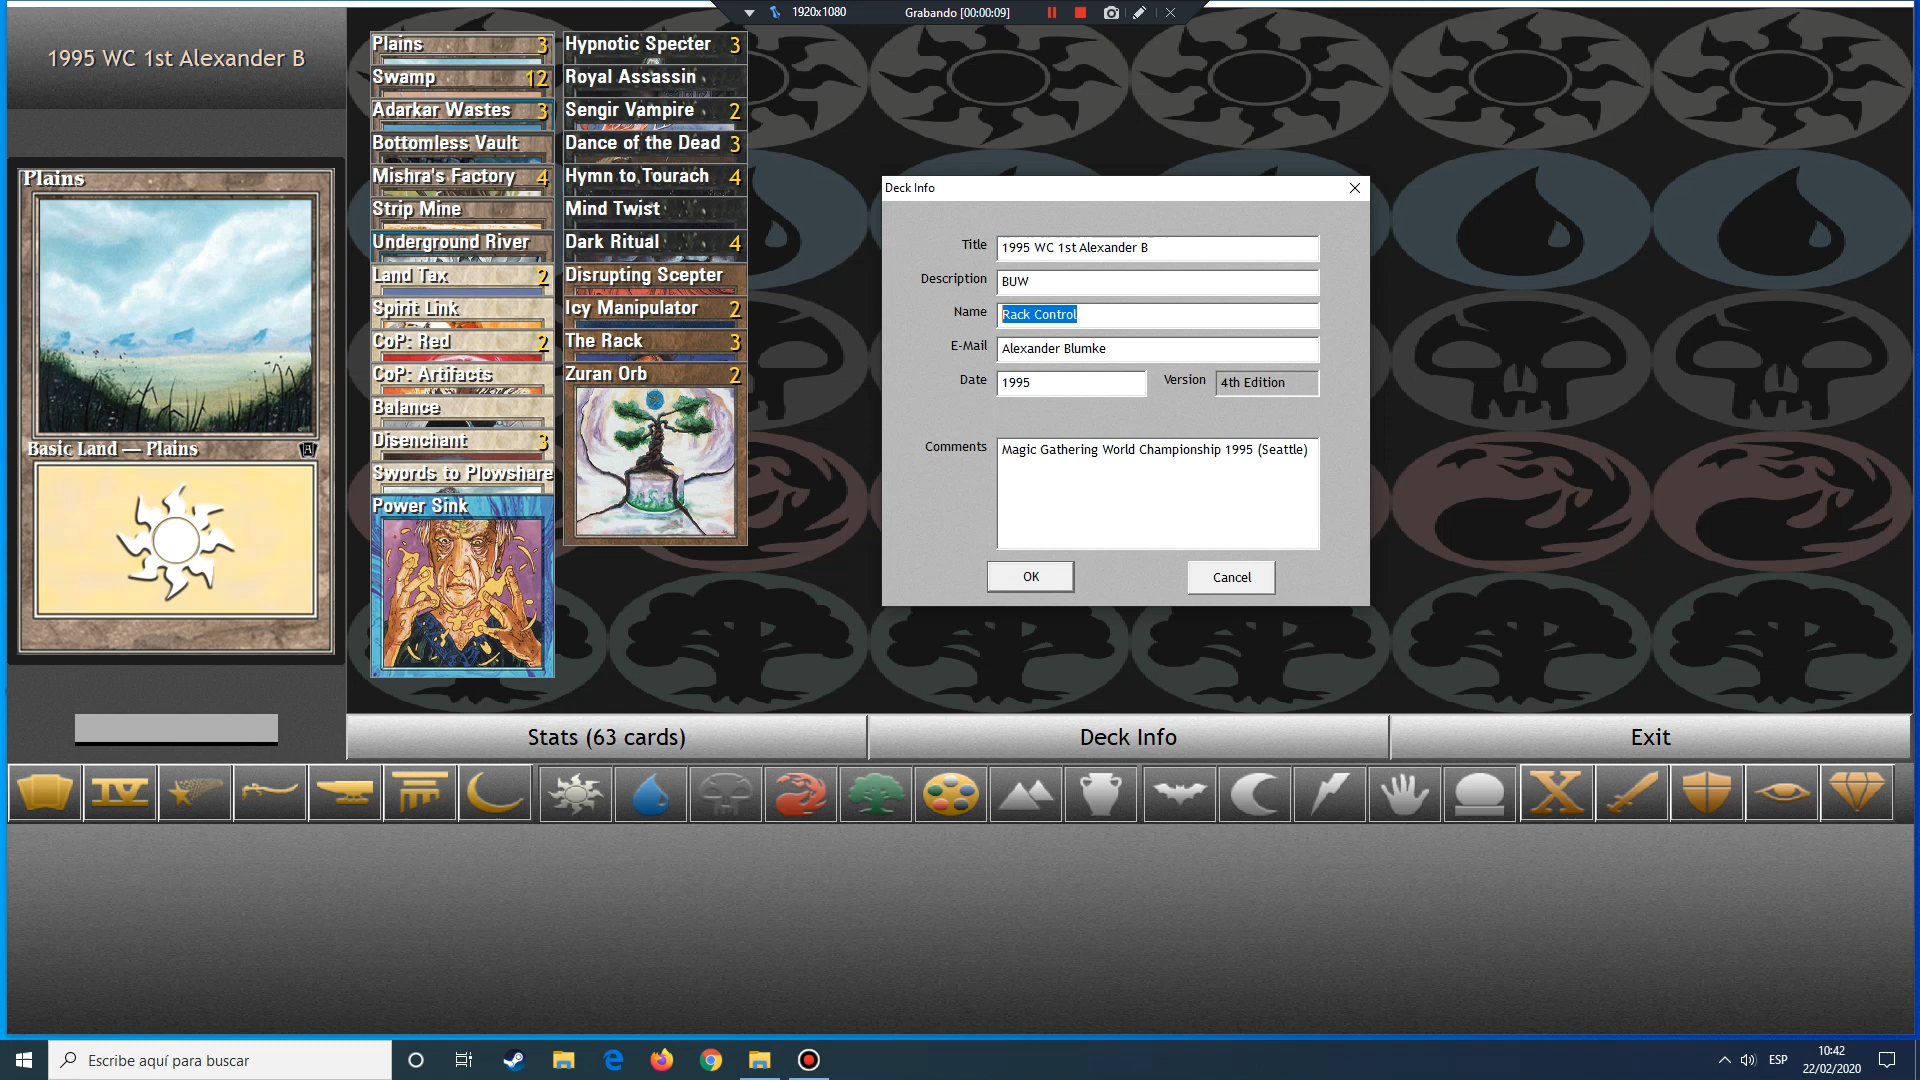 1920x1080
Grabando [00:00:09]
1995 WC 1st Alexander B
Plains
Basic Land — Plains
Plains 3
Swamp 12
Adarkar Wastes 3
Bottomless Vault
Mishra's Factory 4
Strip Mine
Underground River
Land Tax 2
Spirit Link
CoP: Red 2
CoP: Artifacts
Balance
Disenchant 3
Swords to Plowshare
Power Sink
Hypnotic Specter 3
Royal Assassin
Sengir Vampire 2
Dance of the Dead 3
Hymn to Tourach 4
Mind Twist
Dark Ritual 4
Disrupting Scepter
Icy Manipulator 2
The Rack 3
Zuran Orb 2
Deck Info
Title 1995 WC 1st Alexander B
Description BUW
Name Rack Control
E-Mail Alexander Blumke
Date 1995 Version 4th Edition
Comments Magic Gathering World Championship 1995 (Seattle)
OK Cancel
Stats (63 cards) Deck Info Exit
IV X
Escribe aquí para buscar
ESP
10:42
22/02/2020